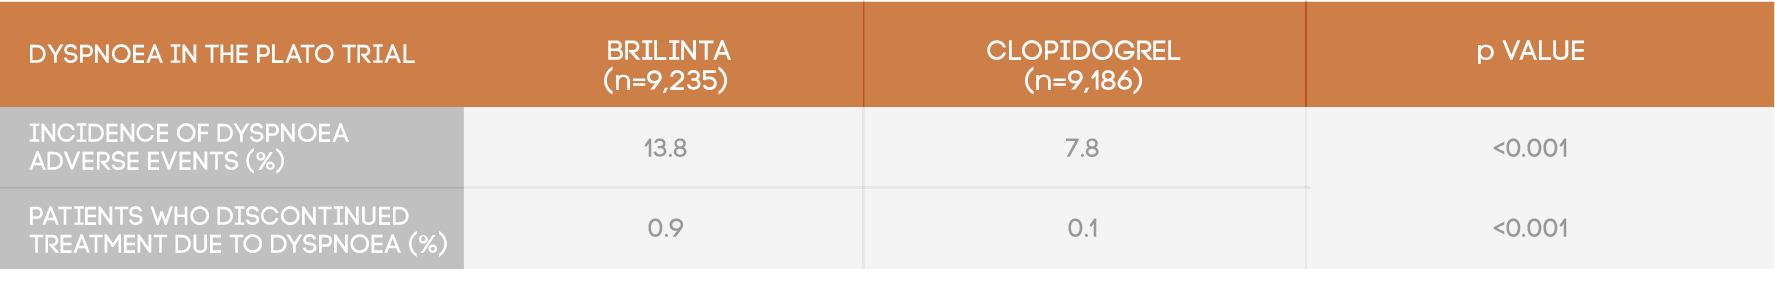 DYSPNOEA IN THE PLATO TRIAL
BRILINTA
(n=9,235)
CLOPIDOGREL
(n=9,186)
p VALUE
INCIDENCE OF DYSPNOEA
ADVERSE EVENTS (%)
13.8
7.8
<0.001
PATIENTS WHO DISCONTINUED
TREATMENT DUE TO DYSPNOEA (%)
0.9
0.1
<0.001